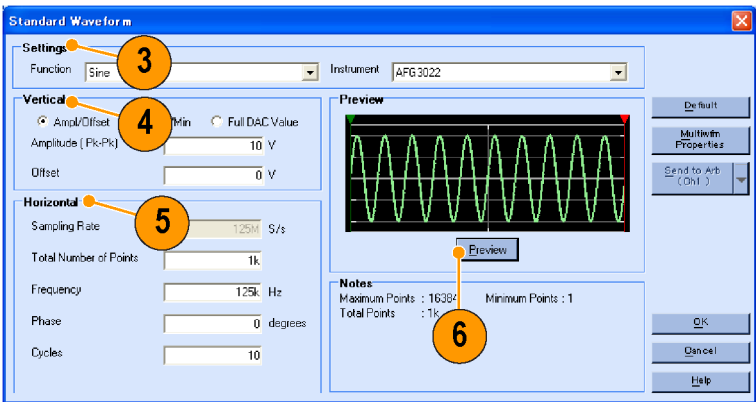 Standard Waveform
Settings
3
Function Sine
Instrument AFG3022
Vertical
4
Ampl/Offset /Min Full DAC Value
Amplitude (Pk-Pk) 10 V
Offset 0 V
Horizontal
5
Sampling Rate 125M S/s
Total Number of Points 1k
Frequency 125k Hz
Phase 0 degrees
Cycles 10
Preview
Preview
6
Notes
Maximum Points : 16384 Minimum Points : 1
Total Points : 1k
Default
Multiwfm
Properties
Send to Arb
(Ch1)
OK
Cancel
Help